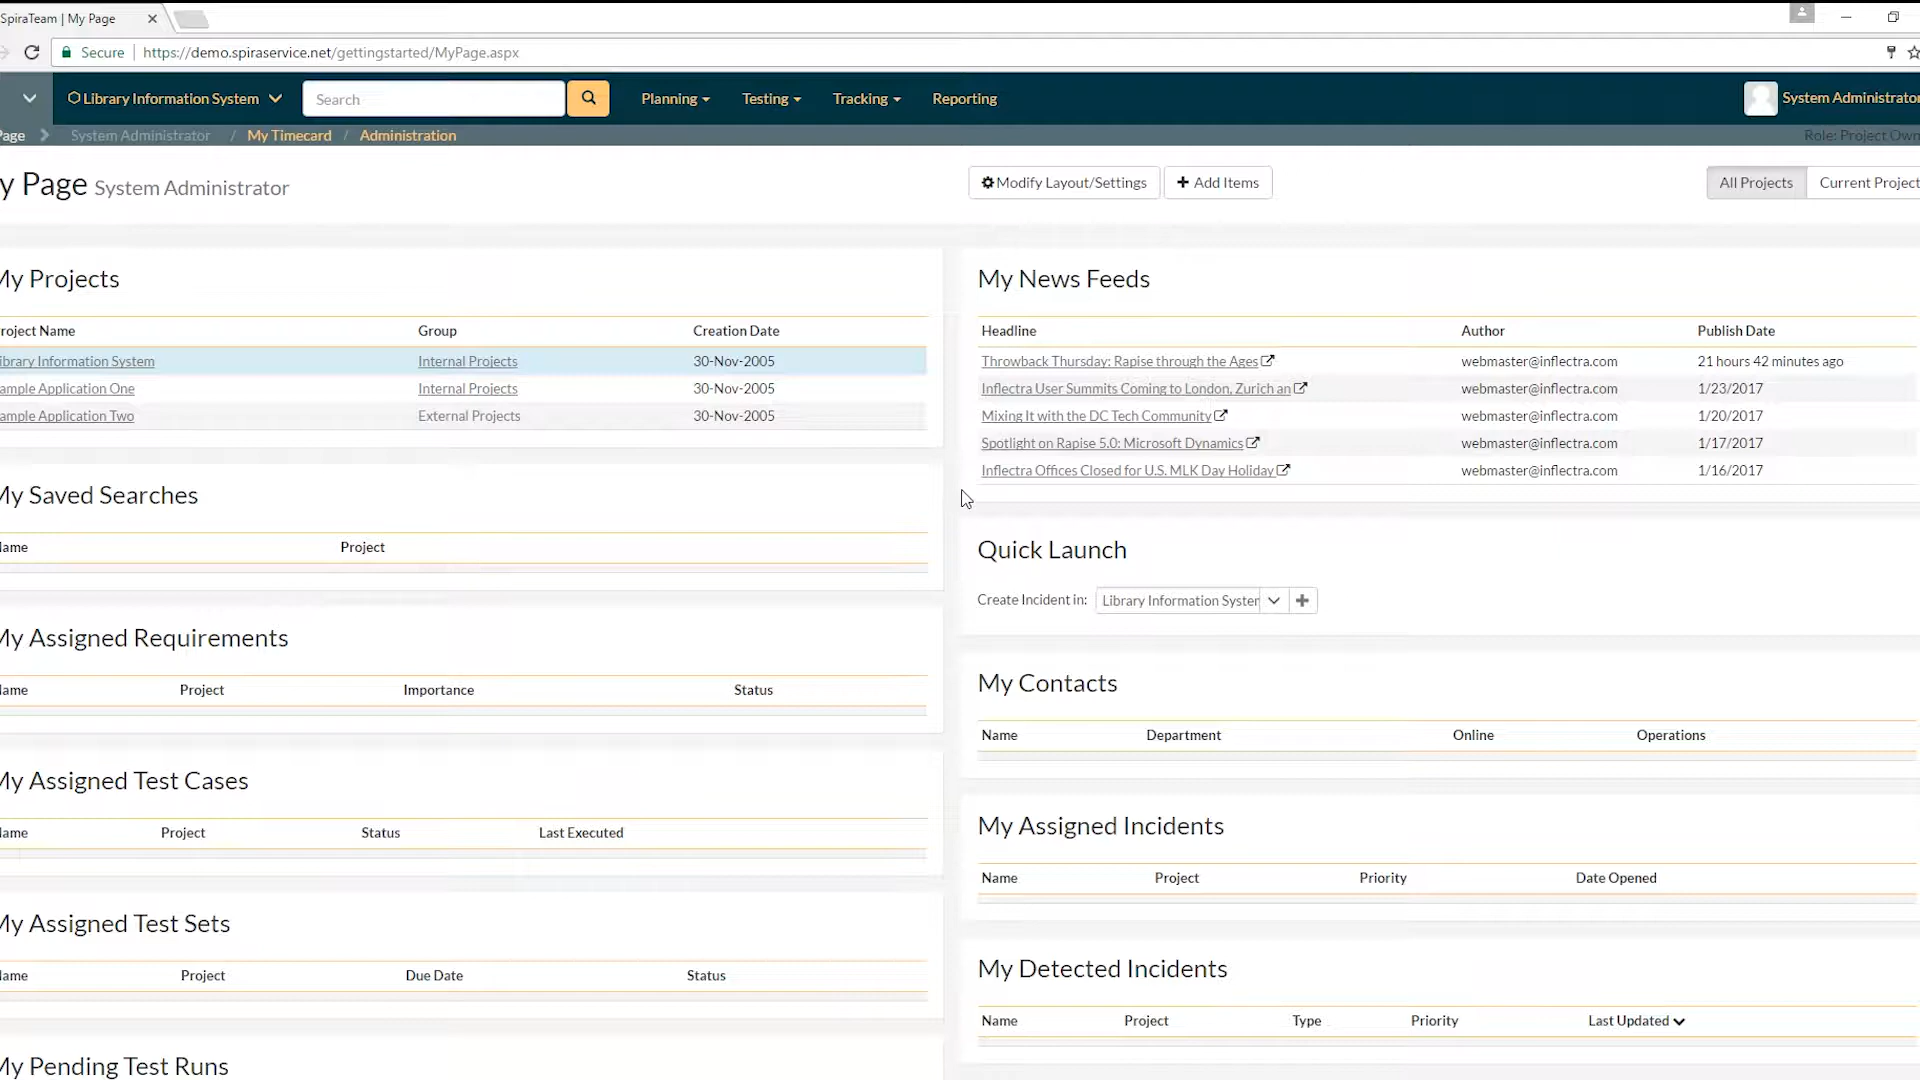 SpiraTeam | My Page
Secure https://demo.spiraservice.net/gettingstarted/MyPage.aspx
Library Information System Search Planning Testing Tracking Reporting System Administrator
Page System Administrator / My Timecard / Administration Role: Project Own
y Page System Administrator
Modify Layout/Settings
Add Items
All Projects
Current Project
My Projects
roject Name Group Creation Date
ibrary Information System Internal Projects 30-Nov-2005
ample Application One Internal Projects 30-Nov-2005
ample Application Two External Projects 30-Nov-2005
My Saved Searches
ame Project
My Assigned Requirements
ame Project Importance Status
My Assigned Test Cases
ame Project Status Last Executed
My Assigned Test Sets
ame Project Due Date Status
My Pending Test Runs
My News Feeds
Headline Author Publish Date
Throwback Thursday: Rapise through the Ages webmaster@inflectra.com 21 hours 42 minutes ago
Inflectra User Summits Coming to London, Zurich an webmaster@inflectra.com 1/23/2017
Mixing It with the DC Tech Community webmaster@inflectra.com 1/20/2017
Spotlight on Rapise 5.0: Microsoft Dynamics webmaster@inflectra.com 1/17/2017
Inflectra Offices Closed for U.S. MLK Day Holiday webmaster@inflectra.com 1/16/2017
Quick Launch
Create Incident in: Library Information System
My Contacts
Name Department Online Operations
My Assigned Incidents
Name Project Priority Date Opened
My Detected Incidents
Name Project Type Priority Last Updated